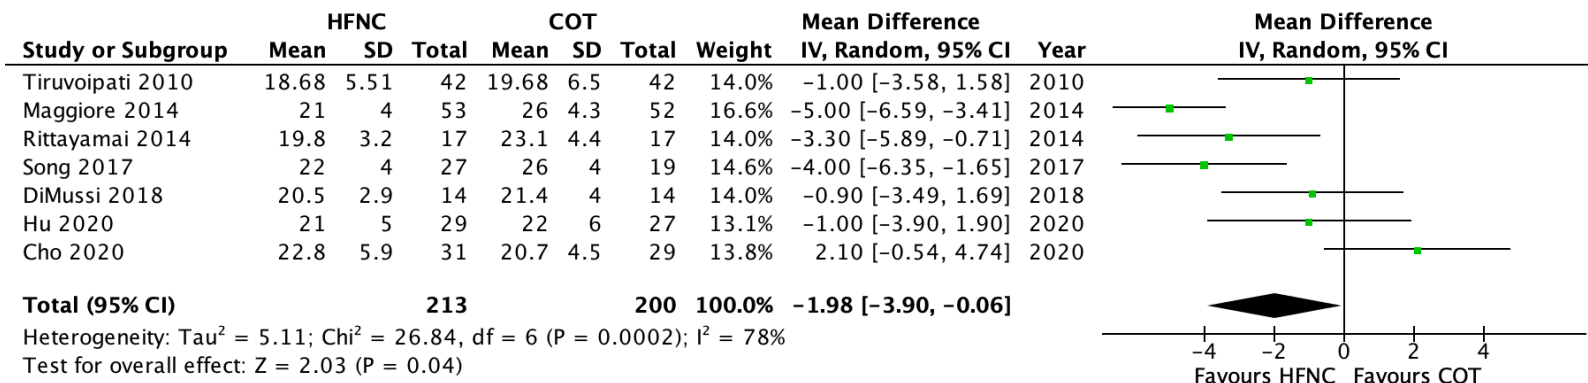 HFNC COT Mean Difference Mean Difference
Study or Subgroup Mean SD Total Mean SD Total Weight IV, Random, 95% CI Year IV, Random, 95% CI
Tiruvoipati 2010 18.68 5.51 42 19.68 6.5 42 14.0% −1.00 [−3.58, 1.58] 2010
Maggiore 2014 21 4 53 26 4.3 52 16.6% −5.00 [−6.59, −3.41] 2014
Rittayamai 2014 19.8 3.2 17 23.1 4.4 17 14.0% −3.30 [−5.89, −0.71] 2014
Song 2017 22 4 27 26 4 19 14.6% −4.00 [−6.35, −1.65] 2017
DiMussi 2018 20.5 2.9 14 21.4 4 14 14.0% −0.90 [−3.49, 1.69] 2018
Hu 2020 21 5 29 22 6 27 13.1% −1.00 [−3.90, 1.90] 2020
Cho 2020 22.8 5.9 31 20.7 4.5 29 13.8% 2.10 [−0.54, 4.74] 2020
Total (95% CI) 213 200 100.0% −1.98 [−3.90, −0.06]
Heterogeneity: Tau² = 5.11; Chi² = 26.84, df = 6 (P = 0.0002); I² = 78%
Test for overall effect: Z = 2.03 (P = 0.04)
−4 −2 0 2 4
Favours HFNC Favours COT